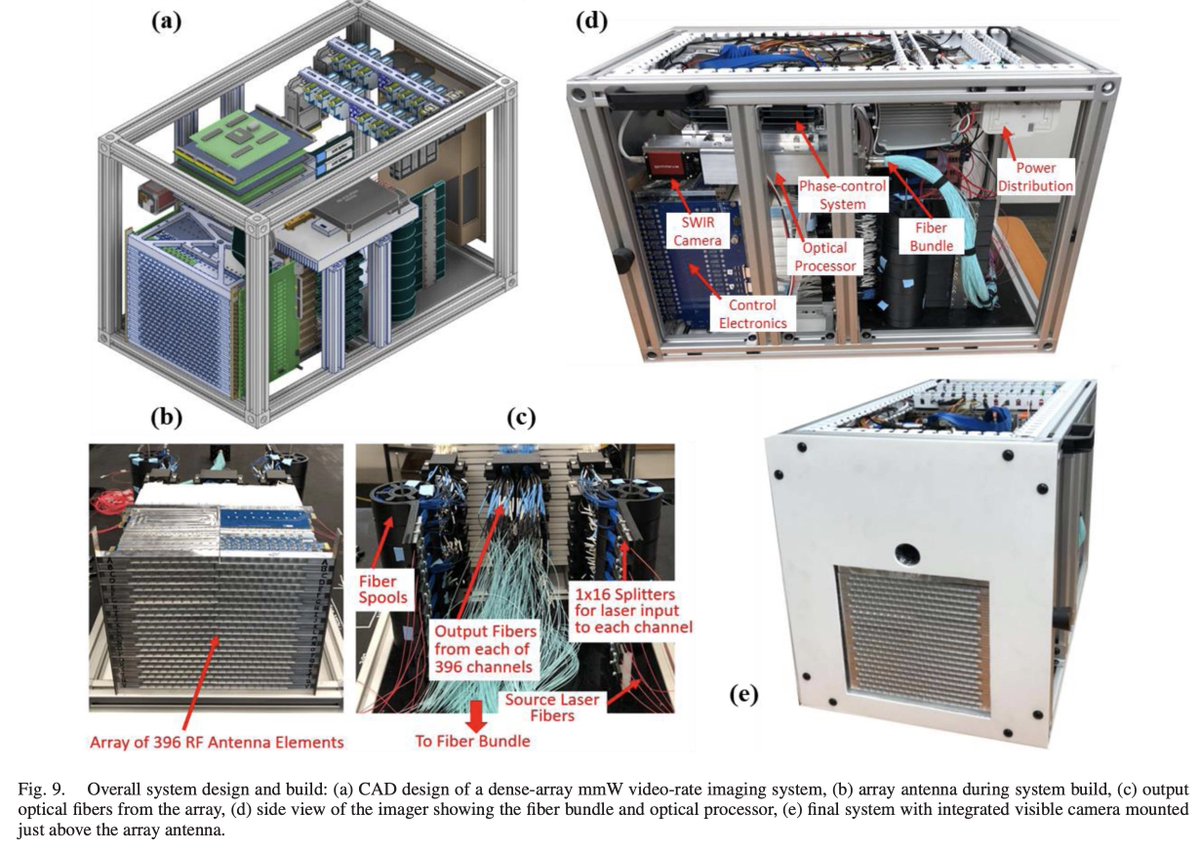 (a)
(d)
SWIR
Camera
Phase-control
System
Optical
Processor
Fiber
Bundle
Power
Distribution
Control
Electronics
(b)
(c)
Fiber
Spools
Output Fibers
from each of
396 channels
1x16 Splitters
for laser input
to each channel
Source Laser
Fibers
Array of 396 RF Antenna Elements
To Fiber Bundle
(e)
Fig. 9. Overall system design and build: (a) CAD design of a dense-array mmW video-rate imaging system, (b) array antenna during system build, (c) output
optical fibers from the array, (d) side view of the imager showing the fiber bundle and optical processor, (e) final system with integrated visible camera mounted
just above the array antenna.